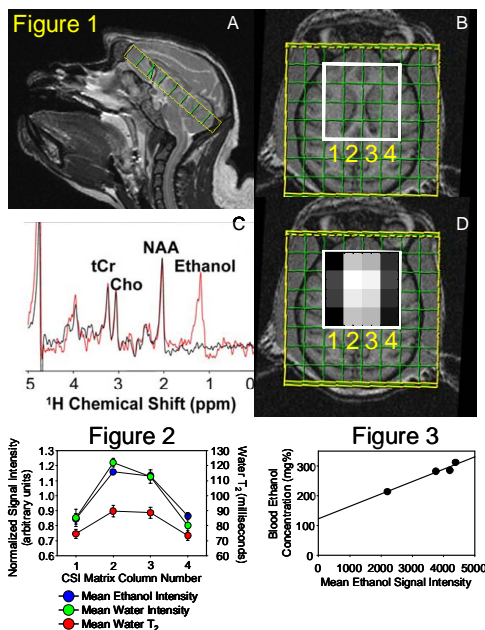 Figure 1
A
B
1 2 3 4
C
NAA
tCr
Cho
Ethanol
5 4 3 2 1 0
¹H Chemical Shift (ppm)
D
1 2 3 4
Figure 2
Normalized Signal Intensity
(arbitrary units)
1.3
1.2
1.1
1.0
0.9
0.8
0.7
0.6
130
120
110
100
90
80
70
60
Water T₂
(milliseconds)
1 2 3 4
CSI Matrix Column Number
Mean Ethanol Intensity
Mean Water Intensity
Mean Water T₂
Figure 3
Blood Ethanol
Concentration (mg%)
300
200
100
0
0 1000 2000 3000 4000 5000
Mean Ethanol Signal Intensity